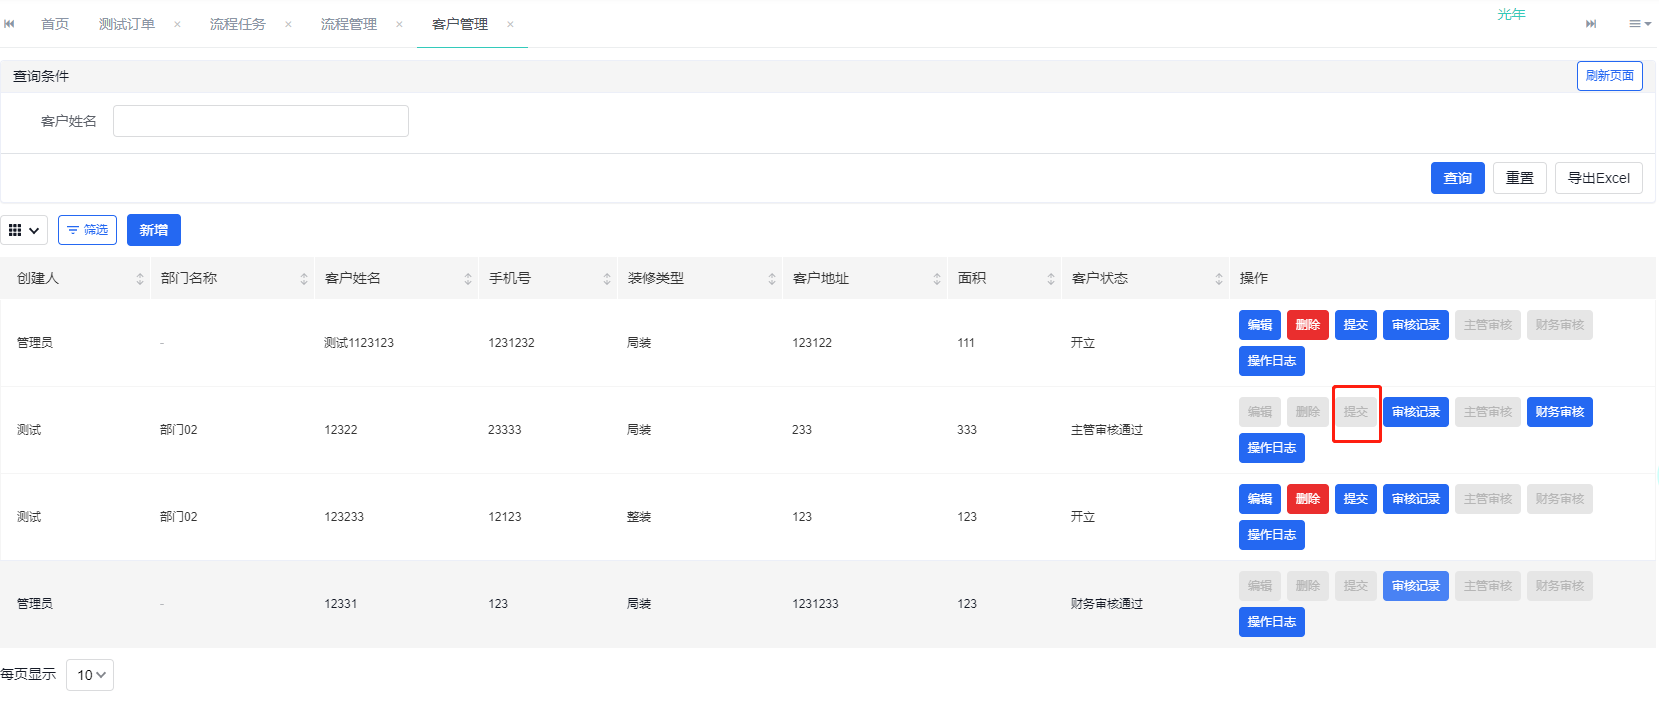 首页 测试订单 × 流程任务 × 流程管理 × 客户管理 × 光年
查询条件 刷新页面
客户姓名
查询 重置 导出Excel
筛选 新增
创建人 部门名称 客户姓名 手机号 装修类型 客户地址 面积 客户状态 操作
管理员 - 测试1123123 1231232 局装 123122 111 开立 编辑 删除 提交 审核记录 主管审核 财务审核
操作日志
测试 部门02 12322 23333 局装 233 333 主管审核通过 编辑 删除 提交 审核记录 主管审核 财务审核
操作日志
测试 部门02 123233 12123 整装 123 123 开立 编辑 删除 提交 审核记录 主管审核 财务审核
操作日志
管理员 - 12331 123 局装 1231233 123 财务审核通过 编辑 删除 提交 审核记录 主管审核 财务审核
操作日志
每页显示 10